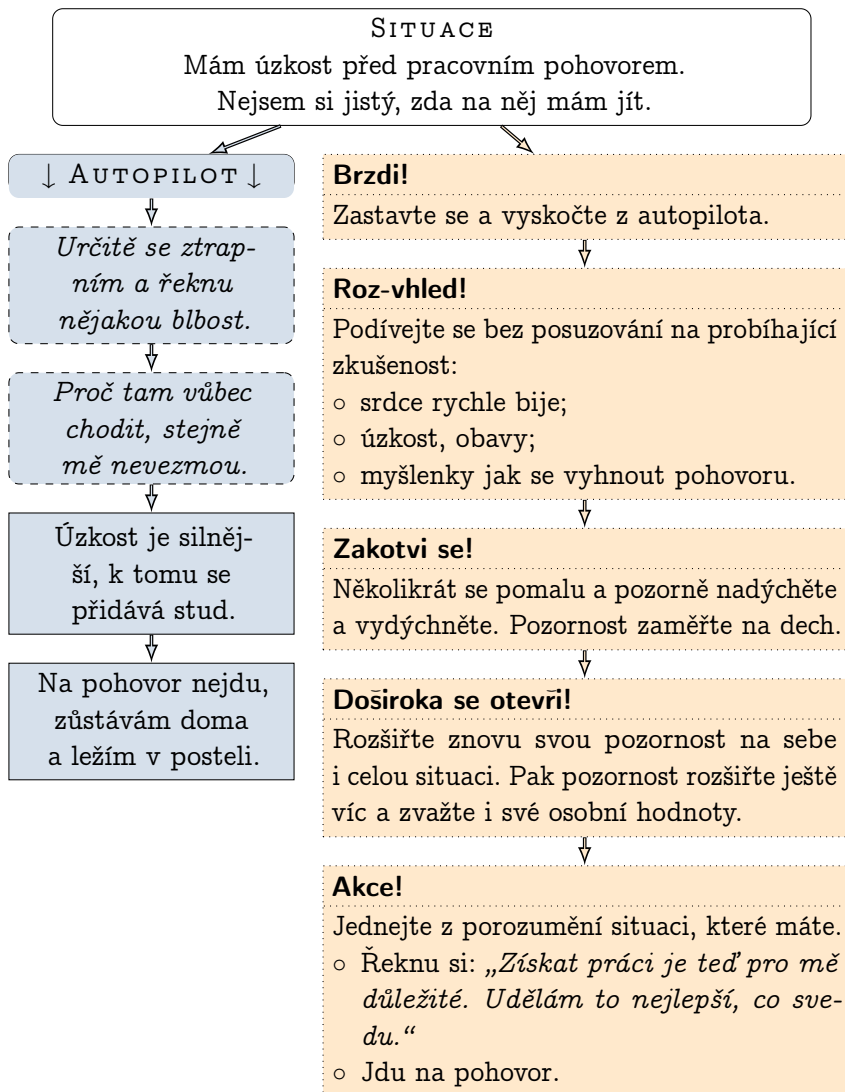 SITUACE
Mám úzkost před pracovním pohovorem.
Nejsem si jistý, zda na něj mám jít.
↓ AUTOPILOT ↓
Určitě se ztrap-
ním a řeknu
nějakou blbost.
Proč tam vůbec
chodit, stejně
mě nevezmou.
Úzkost je silněj-
ší, k tomu se
přidává stud.
Na pohovor nejdu,
zůstávám doma
a ležím v posteli.
Brzdi!
Zastavte se a vyskočte z autopilota.
Roz-vhled!
Podívejte se bez posuzování na probíhající
zkušenost:
◦ srdce rychle bije;
◦ úzkost, obavy;
◦ myšlenky jak se vyhnout pohovoru.
Zakotvi se!
Několikrát se pomalu a pozorně nadýchěte
a vydýchněte. Pozornost zaměřte na dech.
Doširoka se otevři!
Rozšiřte znovu svou pozornost na sebe
i celou situaci. Pak pozornost rozšiřte ještě
víc a zvažte i své osobní hodnoty.
Akce!
Jednejte z porozumění situaci, které máte.
◦ Řeknu si: „Získat práci je teď pro mě
důležité. Udělám to nejlepší, co sve-
du.“
◦ Jdu na pohovor.